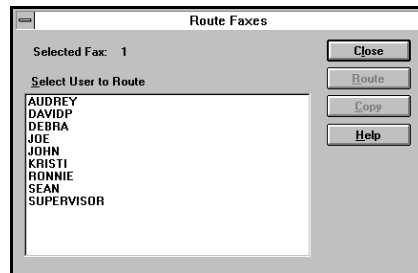 Route Faxes
Selected Fax: 1
Close
Select User to Route
Route
AUDREY
DAVIDP
Copy
DEBRA
JOE
Help
JOHN
KRISTI
RONNIE
SEAN
SUPERVISOR